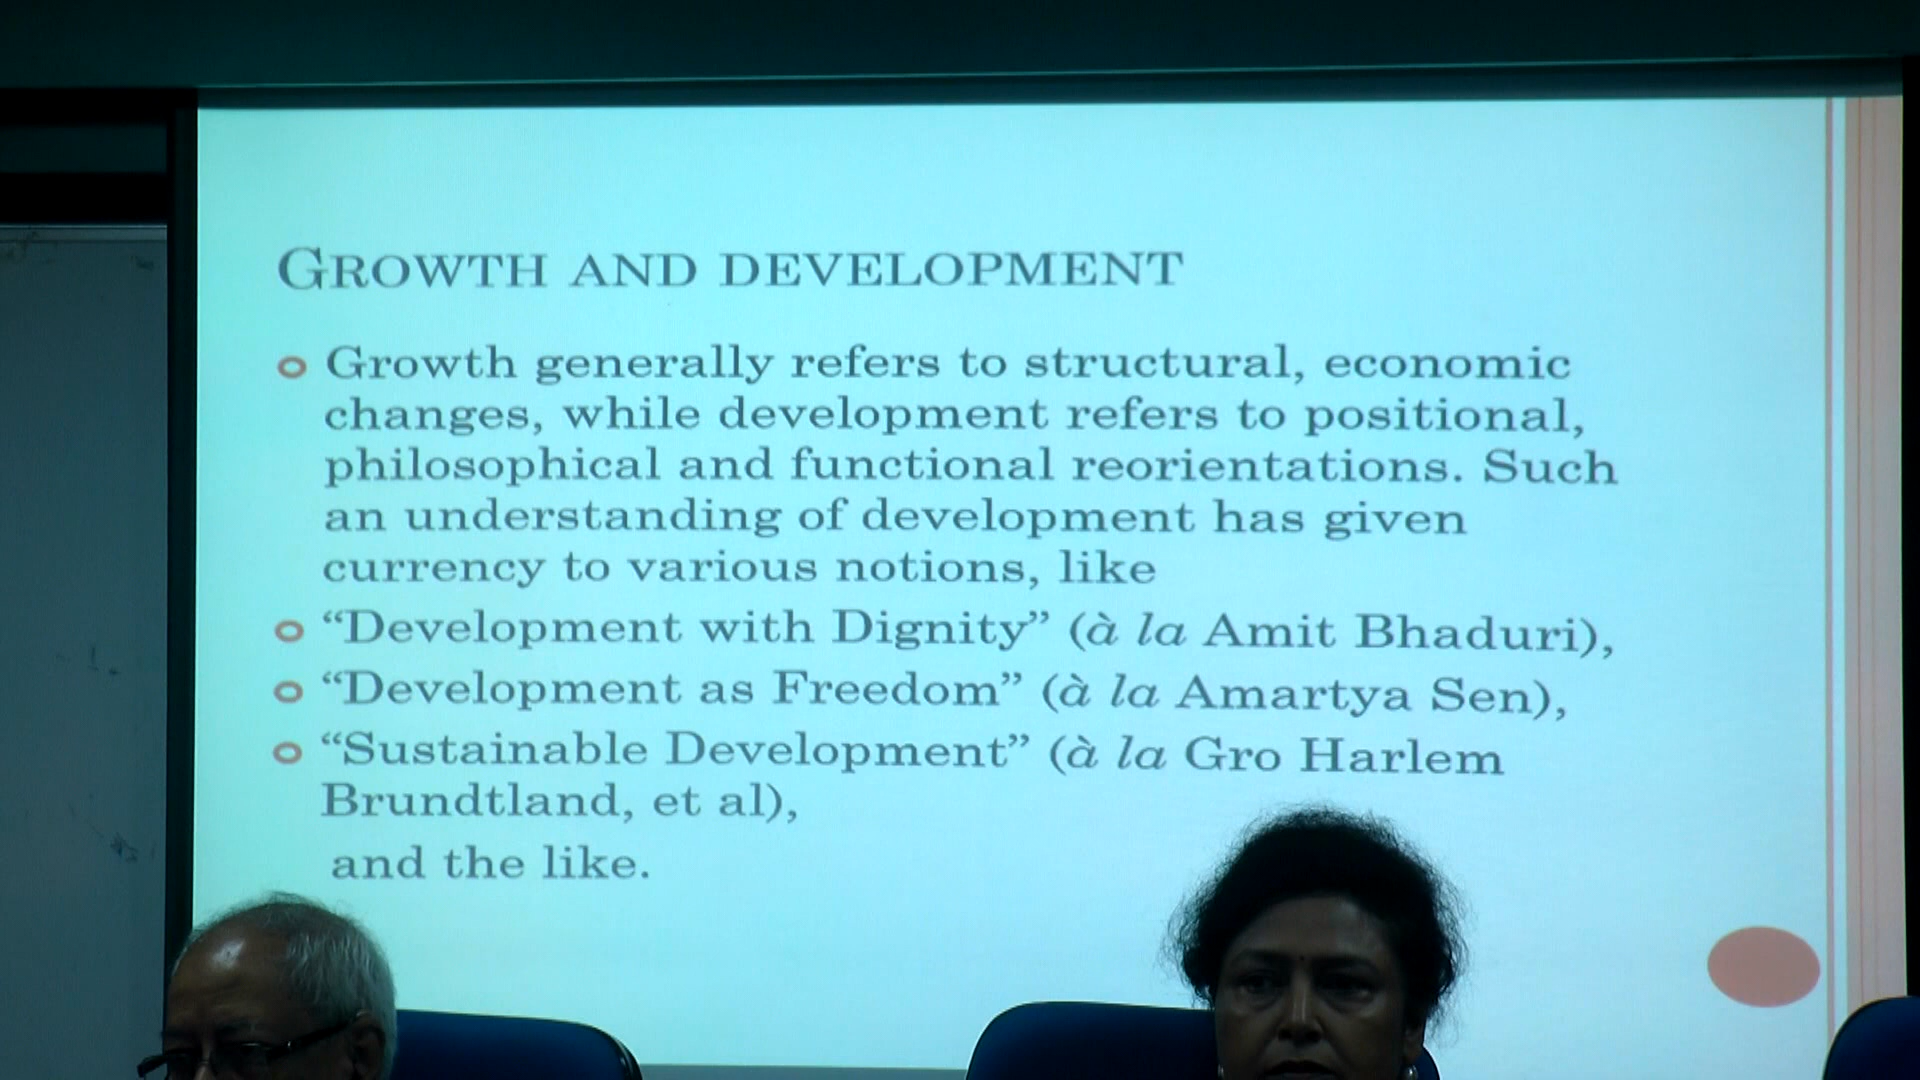 GROWTH AND DEVELOPMENT
Growth generally refers to structural, economic
changes, while development refers to positional,
philosophical and functional reorientations. Such
an understanding of development has given
currency to various notions, like
“Development with Dignity” (à la Amit Bhaduri),
“Development as Freedom” (à la Amartya Sen),
“Sustainable Development” (à la Gro Harlem
Brundtland, et al),
and the like.